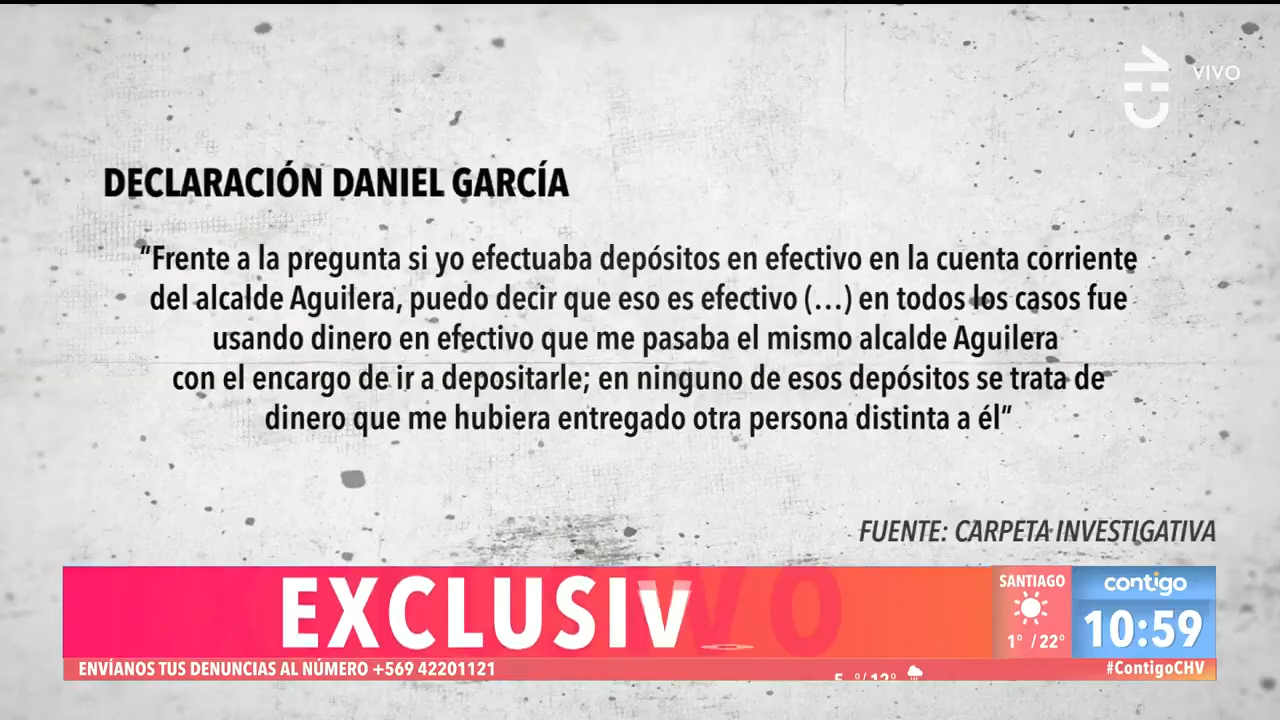 CHV VIVO
DECLARACIÓN DANIEL GARCÍA
“Frente a la pregunta si yo efectuaba depósitos en efectivo en la cuenta corriente
del alcalde Aguilera, puedo decir que eso es efectivo (...) en todos los casos fue
usando dinero en efectivo que me pasaba el mismo alcalde Aguilera
con el encargo de ir a depositarle; en ninguno de esos depósitos se trata de
dinero que me hubiera entregado otra persona distinta a él”
FUENTE: CARPETA INVESTIGATIVA
EXCLUSIV
SANTIAGO
1° /22°
contigo
10:59
ENVÍANOS TUS DENUNCIAS AL NÚMERO +569 42201121
#ContigoCHV